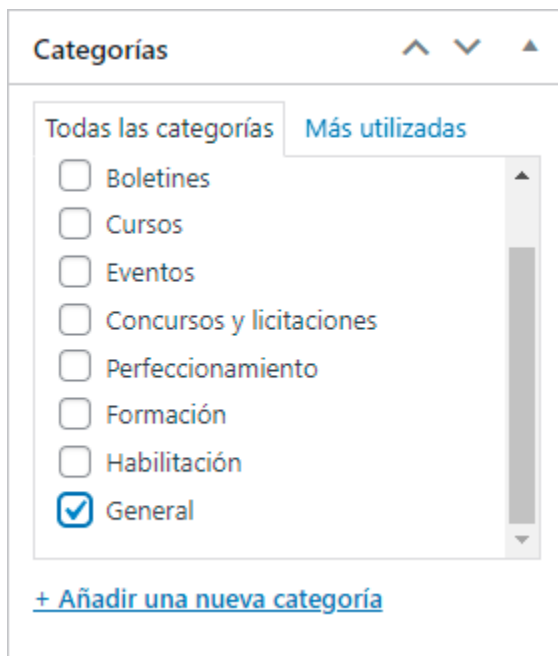 Categorías
Todas las categorías Más utilizadas
Boletines
Cursos
Eventos
Concursos y licitaciones
Perfeccionamiento
Formación
Habilitación
General
+ Añadir una nueva categoría